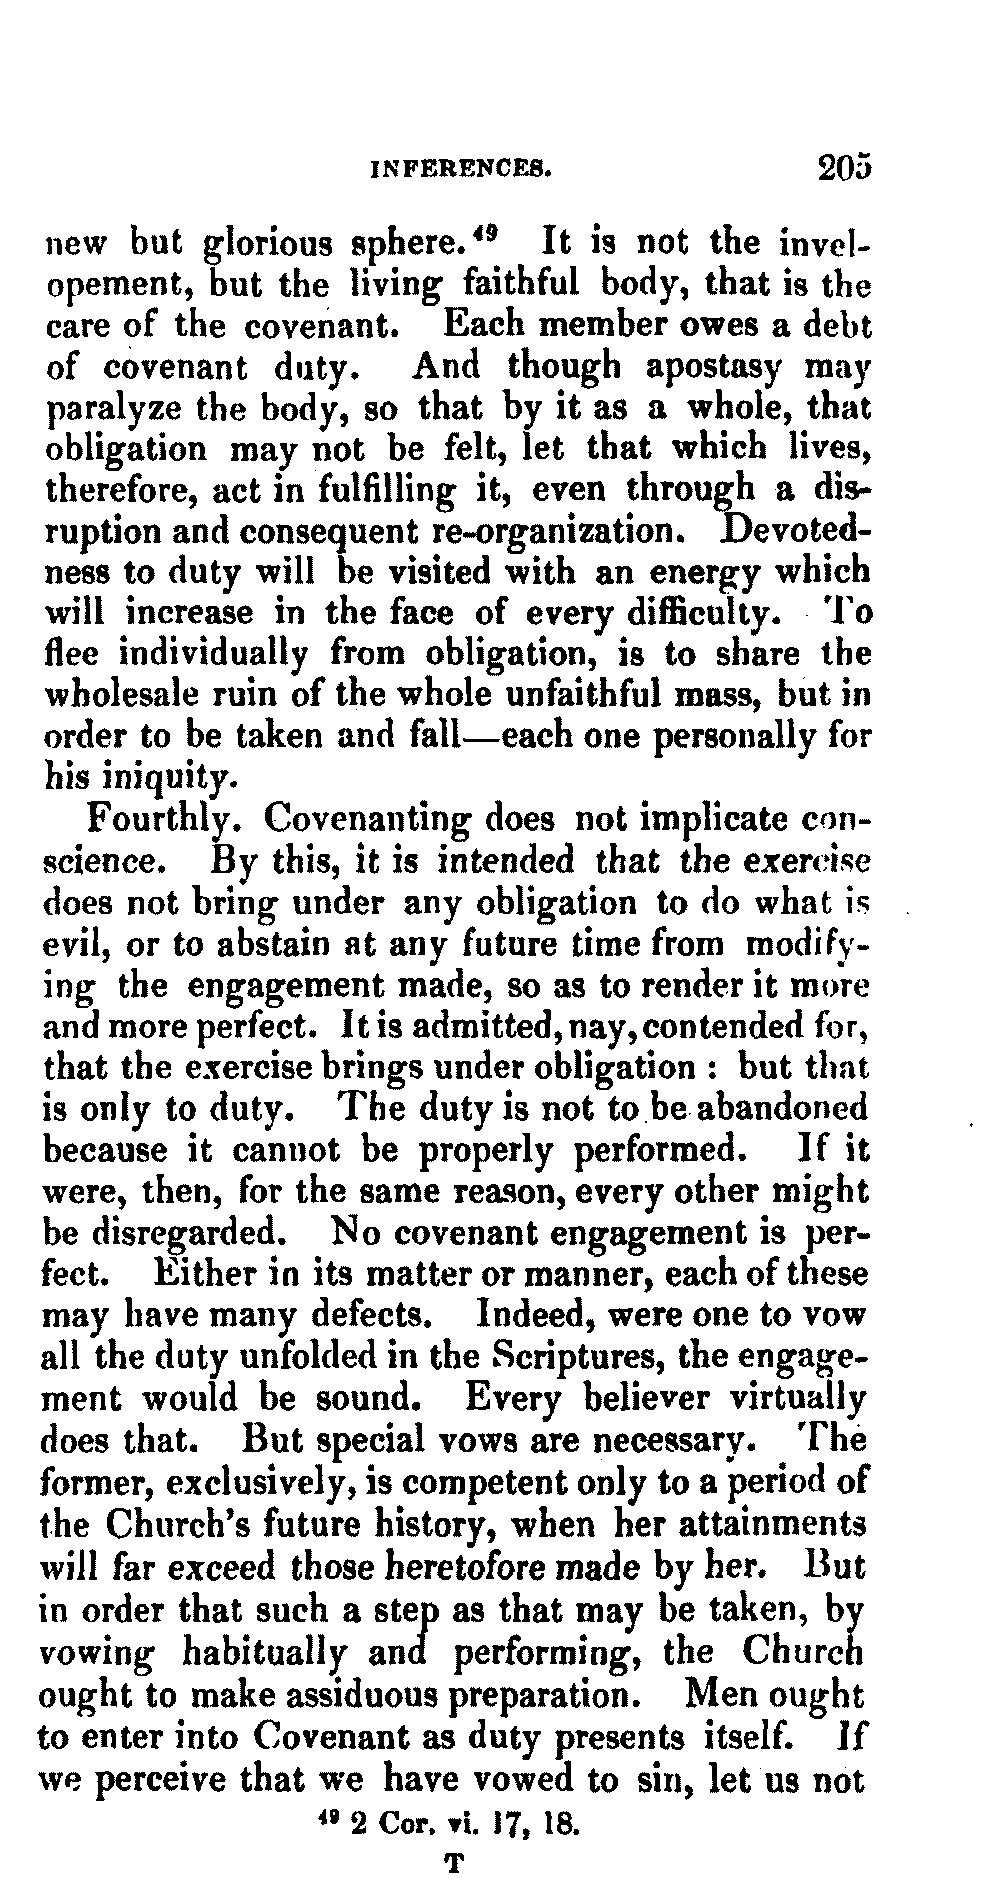 INFERENCES. 205
new but glorious sphere.⁴⁹ It is not the invel-
opement, but the living faithful body, that is the
care of the covenant. Each member owes a debt
of covenant duty. And though apostasy may
paralyze the body, so that by it as a whole, that
obligation may not be felt, let that which lives,
therefore, act in fulfilling it, even through a dis-
ruption and consequent re-organization. Devoted-
ness to duty will be visited with an energy which
will increase in the face of every difficulty. To
flee individually from obligation, is to share the
wholesale ruin of the whole unfaithful mass, but in
order to be taken and fall—each one personally for
his iniquity.
Fourthly. Covenanting does not implicate con-
science. By this, it is intended that the exercise
does not bring under any obligation to do what is
evil, or to abstain at any future time from modify-
ing the engagement made, so as to render it more
and more perfect. It is admitted, nay, contended for,
that the exercise brings under obligation : but that
is only to duty. The duty is not to be abandoned
because it cannot be properly performed. If it
were, then, for the same reason, every other might
be disregarded. No covenant engagement is per-
fect. Either in its matter or manner, each of these
may have many defects. Indeed, were one to vow
all the duty unfolded in the Scriptures, the engage-
ment would be sound. Every believer virtually
does that. But special vows are necessary. The
former, exclusively, is competent only to a period of
the Church's future history, when her attainments
will far exceed those heretofore made by her. But
in order that such a step as that may be taken, by
vowing habitually and performing, the Church
ought to make assiduous preparation. Men ought
to enter into Covenant as duty presents itself. If
we perceive that we have vowed to sin, let us not
⁴⁹ 2 Cor. vi. 17, 18.
T